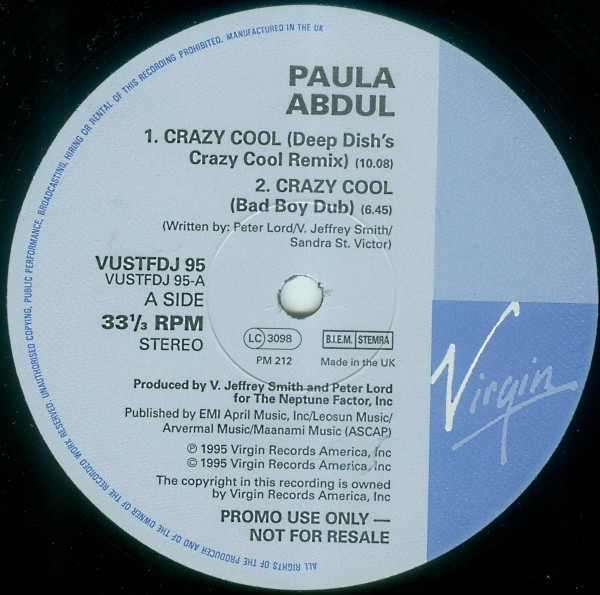 ALL RIGHTS OF THE PRODUCER AND OF THE OWNER OF THE RECORDED WORK RESERVED. UNAUTHORISED COPYING, PUBLIC PERFORMANCE, BROADCASTING, HIRING OR RENTAL OF THIS RECORDING PROHIBITED. MANUFACTURED IN THE UK
PAULA
ABDUL
1. CRAZY COOL (Deep Dish's
Crazy Cool Remix) (10.08)
2. CRAZY COOL
(Bad Boy Dub) (6.45)
(Written by: Peter Lord/V. Jeffrey Smith/
Sandra St. Victor)
VUSTFDJ 95
VUSTFDJ 95-A
A SIDE
33⅓ RPM
STEREO
LC 3098
B.I.E.M. STEMRA
PM 212
Made in the UK
Virgin
Produced by V. Jeffrey Smith and Peter Lord
for The Neptune Factor, Inc
Published by EMI April Music, Inc/Leosun Music/
Arvermal Music/Maanami Music (ASCAP)
℗ 1995 Virgin Records America, Inc
© 1995 Virgin Records America, Inc
The copyright in this recording is owned
by Virgin Records America, Inc
PROMO USE ONLY —
NOT FOR RESALE